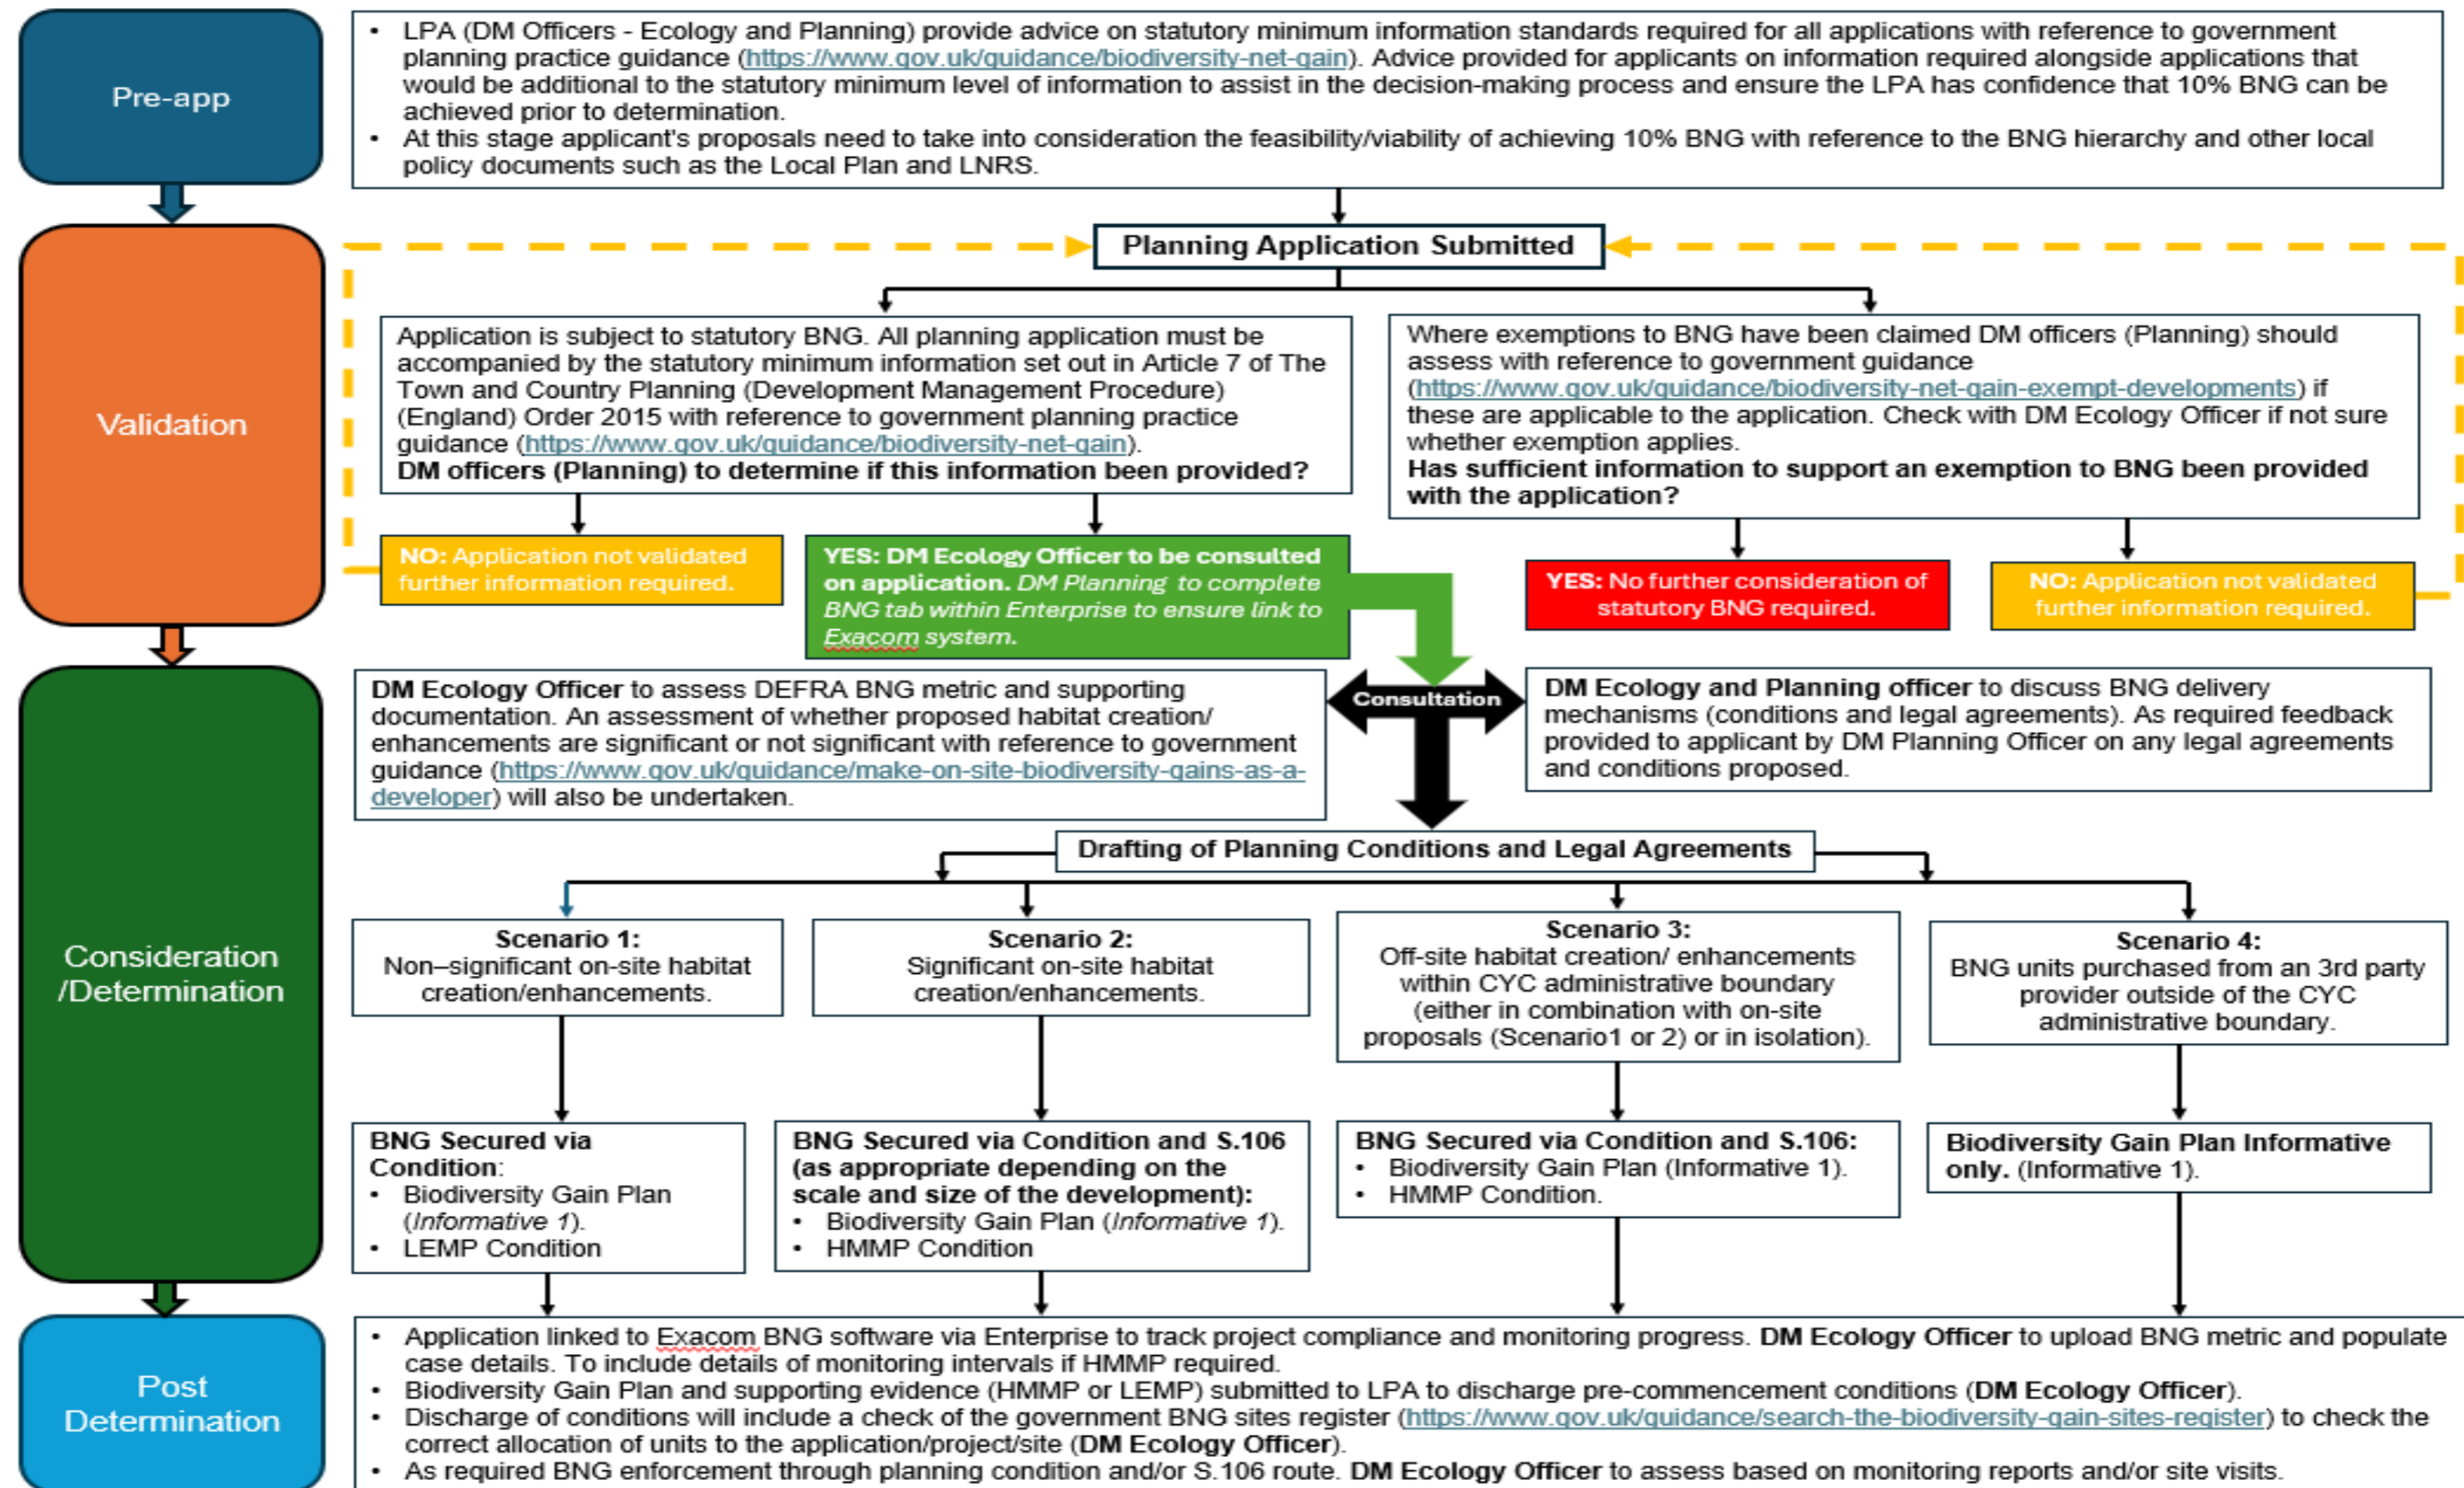 Pre-app
• LPA (DM Officers - Ecology and Planning) provide advice on statutory minimum information standards required for all applications with reference to government
planning practice guidance (https://www.gov.uk/guidance/biodiversity-net-gain). Advice provided for applicants on information required alongside applications that
would be additional to the statutory minimum level of information to assist in the decision-making process and ensure the LPA has confidence that 10% BNG can be
achieved prior to determination.
• At this stage applicant's proposals need to take into consideration the feasibility/viability of achieving 10% BNG with reference to the BNG hierarchy and other local
policy documents such as the Local Plan and LNRS.
Validation
Planning Application Submitted
Application is subject to statutory BNG. All planning application must be
accompanied by the statutory minimum information set out in Article 7 of The
Town and Country Planning (Development Management Procedure)
(England) Order 2015 with reference to government planning practice
guidance (https://www.gov.uk/guidance/biodiversity-net-gain).
DM officers (Planning) to determine if this information been provided?
Where exemptions to BNG have been claimed DM officers (Planning) should
assess with reference to government guidance
(https://www.gov.uk/guidance/biodiversity-net-gain-exempt-developments) if
these are applicable to the application. Check with DM Ecology Officer if not sure
whether exemption applies.
Has sufficient information to support an exemption to BNG been provided
with the application?
NO: Application not validated
further information required.
YES: DM Ecology Officer to be consulted
on application. DM Planning to complete
BNG tab within Enterprise to ensure link to
Exacom system.
YES: No further consideration of
statutory BNG required.
NO: Application not validated
further information required.
Consideration
/Determination
DM Ecology Officer to assess DEFRA BNG metric and supporting
documentation. An assessment of whether proposed habitat creation/
enhancements are significant or not significant with reference to government
guidance (https://www.gov.uk/guidance/make-on-site-biodiversity-gains-as-a-
developer) will also be undertaken.
Consultation
DM Ecology and Planning officer to discuss BNG delivery
mechanisms (conditions and legal agreements). As required feedback
provided to applicant by DM Planning Officer on any legal agreements
and conditions proposed.
Drafting of Planning Conditions and Legal Agreements
Scenario 1:
Non–significant on-site habitat
creation/enhancements.
Scenario 2:
Significant on-site habitat
creation/enhancements.
Scenario 3:
Off-site habitat creation/ enhancements
within CYC administrative boundary
(either in combination with on-site
proposals (Scenario1 or 2) or in isolation).
Scenario 4:
BNG units purchased from an 3rd party
provider outside of the CYC
administrative boundary.
BNG Secured via
Condition:
• Biodiversity Gain Plan
(Informative 1).
• LEMP Condition
BNG Secured via Condition and S.106
(as appropriate depending on the
scale and size of the development):
• Biodiversity Gain Plan (Informative 1).
• HMMP Condition
BNG Secured via Condition and S.106:
• Biodiversity Gain Plan (Informative 1).
• HMMP Condition.
Biodiversity Gain Plan Informative
only. (Informative 1).
Post
Determination
• Application linked to Exacom BNG software via Enterprise to track project compliance and monitoring progress. DM Ecology Officer to upload BNG metric and populate
case details. To include details of monitoring intervals if HMMP required.
• Biodiversity Gain Plan and supporting evidence (HMMP or LEMP) submitted to LPA to discharge pre-commencement conditions (DM Ecology Officer).
• Discharge of conditions will include a check of the government BNG sites register (https://www.gov.uk/guidance/search-the-biodiversity-gain-sites-register) to check the
correct allocation of units to the application/project/site (DM Ecology Officer).
• As required BNG enforcement through planning condition and/or S.106 route. DM Ecology Officer to assess based on monitoring reports and/or site visits.